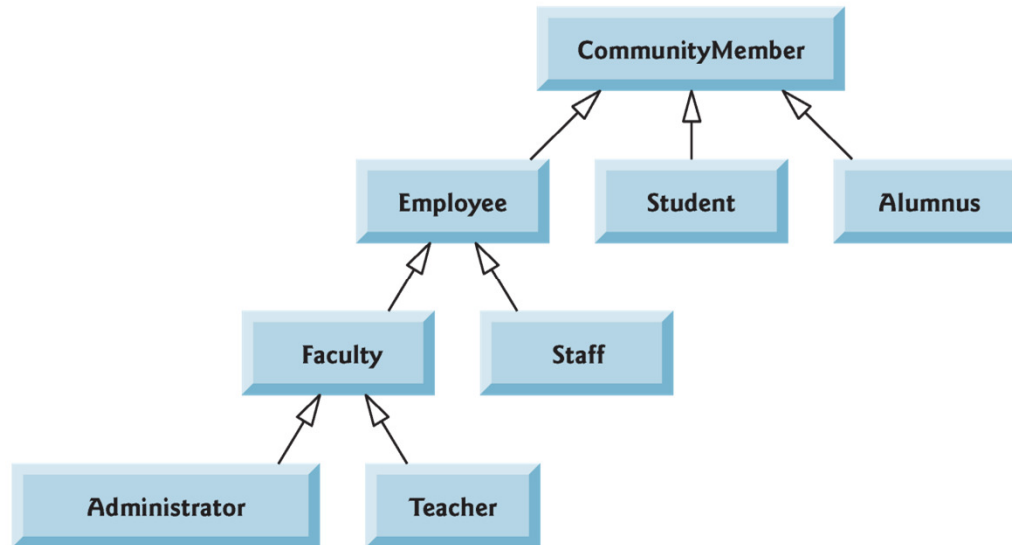 CommunityMember
Employee
Student
Alumnus
Faculty
Staff
Administrator
Teacher